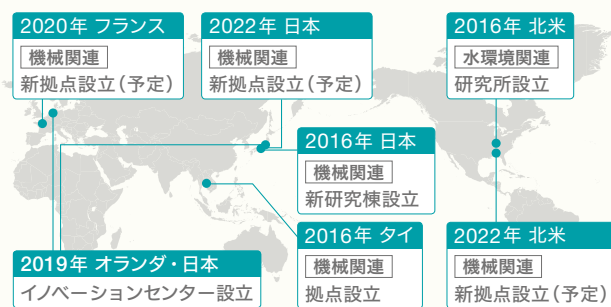 2020年 フランス
機械関連
新拠点設立（予定）
2022年 日本
機械関連
新拠点設立（予定）
2016年 北米
水環境関連
研究所設立
2016年 日本
機械関連
新研究棟設立
2019年 オランダ・日本
イノベーションセンター設立
2016年 タイ
機械関連
拠点設立
2022年 北米
機械関連
新拠点設立（予定）